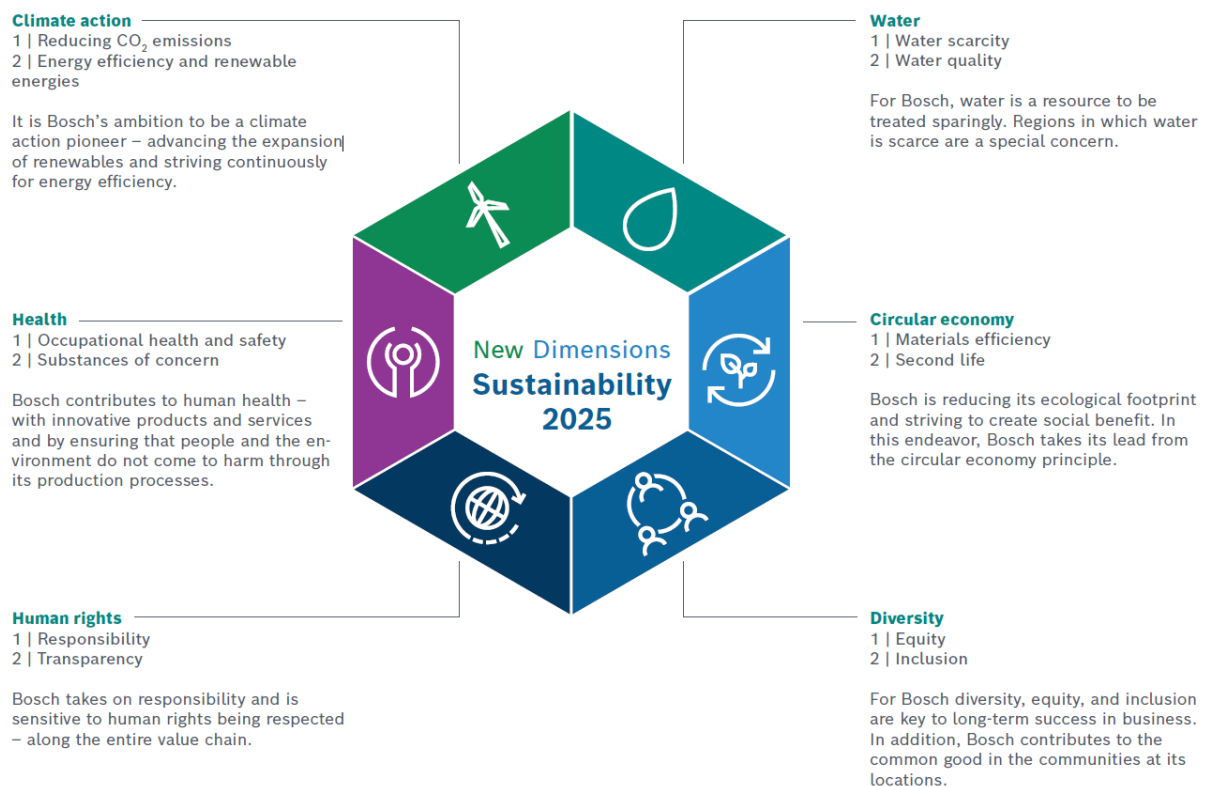 Climate action
1 | Reducing CO2 emissions
2 | Energy efficiency and renewable
energies
It is Bosch’s ambition to be a climate
action pioneer – advancing the expansion
of renewables and striving continuously
for energy efficiency.
Water
1 | Water scarcity
2 | Water quality
For Bosch, water is a resource to be
treated sparingly. Regions in which water
is scarce are a special concern.
Health
1 | Occupational health and safety
2 | Substances of concern
Bosch contributes to human health –
with innovative products and services
and by ensuring that people and the en-
vironment do not come to harm through
its production processes.
New Dimensions
Sustainability
2025
Circular economy
1 | Materials efficiency
2 | Second life
Bosch is reducing its ecological footprint
and striving to create social benefit. In
this endeavor, Bosch takes its lead from
the circular economy principle.
Human rights
1 | Responsibility
2 | Transparency
Bosch takes on responsibility and is
sensitive to human rights being respected
– along the entire value chain.
Diversity
1 | Equity
2 | Inclusion
For Bosch diversity, equity, and inclusion
are key to long-term success in business.
In addition, Bosch contributes to the
common good in the communities at its
locations.